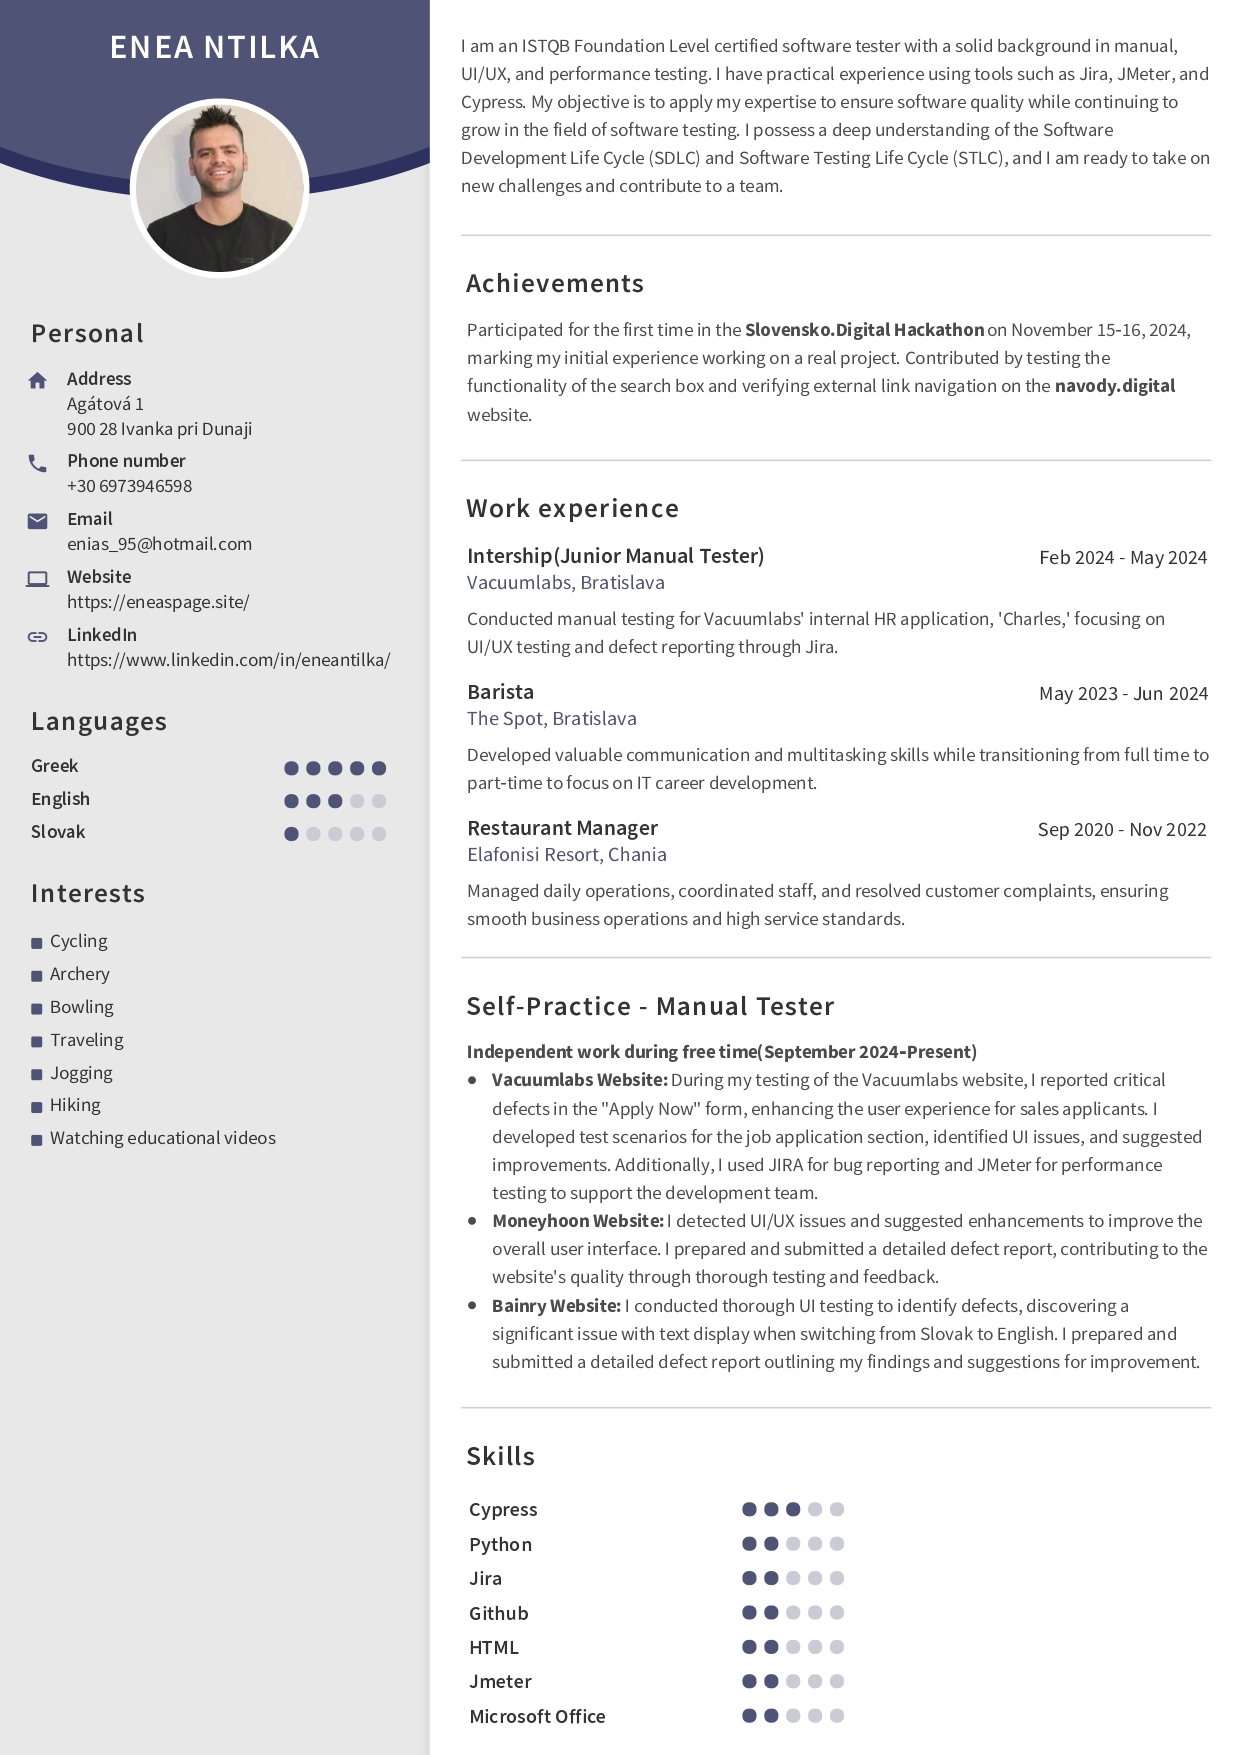 ENEA NTILKA
Personal
Address
Agátová 1
900 28 Ivanka pri Dunaji
Phone number
+30 6973946598
Email
enias_95@hotmail.com
Website
https://eneaspage.site/
LinkedIn
https://www.linkedin.com/in/eneantilka/
Languages
Greek
English
Slovak
Interests
Cycling
Archery
Bowling
Traveling
Jogging
Hiking
Watching educational videos
I am an ISTQB Foundation Level certified software tester with a solid background in manual,
UI/UX, and performance testing. I have practical experience using tools such as Jira, JMeter, and
Cypress. My objective is to apply my expertise to ensure software quality while continuing to
grow in the field of software testing. I possess a deep understanding of the Software
Development Life Cycle (SDLC) and Software Testing Life Cycle (STLC), and I am ready to take on
new challenges and contribute to a team.
Achievements
Participated for the first time in the Slovensko.Digital Hackathon on November 15-16, 2024,
marking my initial experience working on a real project. Contributed by testing the
functionality of the search box and verifying external link navigation on the navody.digital
website.
Work experience
Intership(Junior Manual Tester) Feb 2024 - May 2024
Vacuumlabs, Bratislava
Conducted manual testing for Vacuumlabs' internal HR application, 'Charles,' focusing on
UI/UX testing and defect reporting through Jira.
Barista May 2023 - Jun 2024
The Spot, Bratislava
Developed valuable communication and multitasking skills while transitioning from full time to
part-time to focus on IT career development.
Restaurant Manager Sep 2020 - Nov 2022
Elafonisi Resort, Chania
Managed daily operations, coordinated staff, and resolved customer complaints, ensuring
smooth business operations and high service standards.
Self-Practice - Manual Tester
Independent work during free time(September 2024-Present)
• Vacuumlabs Website: During my testing of the Vacuumlabs website, I reported critical
defects in the "Apply Now" form, enhancing the user experience for sales applicants. I
developed test scenarios for the job application section, identified UI issues, and suggested
improvements. Additionally, I used JIRA for bug reporting and JMeter for performance
testing to support the development team.
• Moneyhoon Website: I detected UI/UX issues and suggested enhancements to improve the
overall user interface. I prepared and submitted a detailed defect report, contributing to the
website's quality through thorough testing and feedback.
• Bainry Website: I conducted thorough UI testing to identify defects, discovering a
significant issue with text display when switching from Slovak to English. I prepared and
submitted a detailed defect report outlining my findings and suggestions for improvement.
Skills
Cypress
Python
Jira
Github
HTML
Jmeter
Microsoft Office